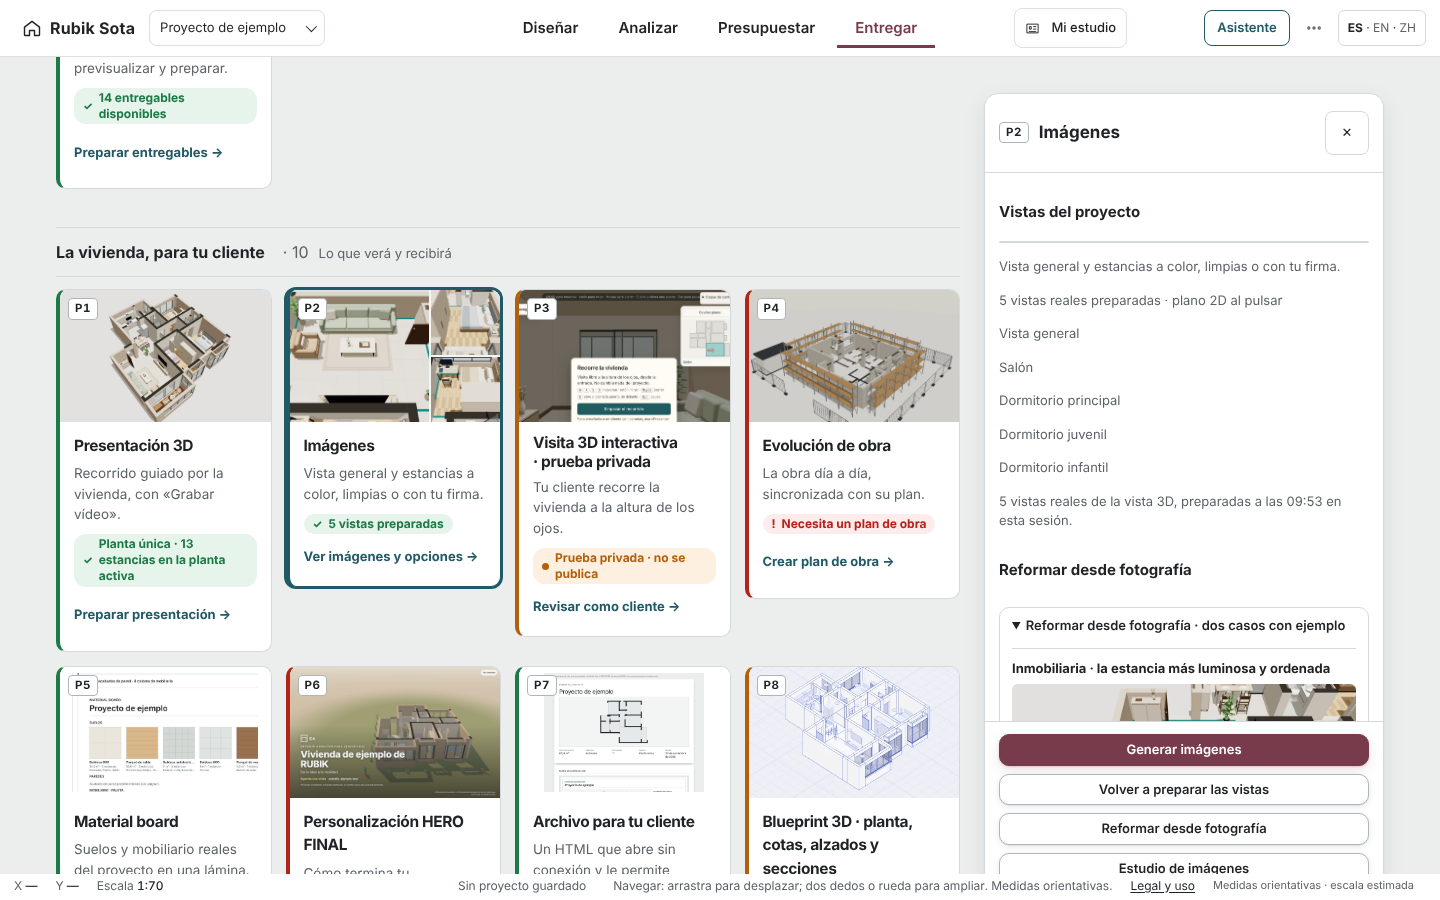 Rubik Sota
Proyecto de ejemplo
Diseñar
Analizar
Presupuestar
Entregar
Mi estudio
Asistente
ES · EN · ZH
previsualizar y preparar.
14 entregables
disponibles
Preparar entregables →
La vivienda, para tu cliente · 10 Lo que verá y recibirá
P1
Presentación 3D
Recorrido guiado por la
vivienda, con «Grabar
vídeo».
Planta única · 13
estancias en la planta
activa
Preparar presentación →
P2
Imágenes
Vista general y estancias a
color, limpias o con tu firma.
5 vistas preparadas
Ver imágenes y opciones →
P3
Recorre la vivienda
Visita 3D interactiva
· prueba privada
Tu cliente recorre la
vivienda a la altura de los
ojos.
Prueba privada · no se
publica
Revisar como cliente →
P4
Evolución de obra
La obra día a día,
sincronizada con su plan.
! Necesita un plan de obra
Crear plan de obra →
P5
Proyecto de ejemplo
Material board
Suelos y mobiliario reales
del proyecto en una lámina.
P6
Vivienda de ejemplo de
RUBIK
Personalización HERO
FINAL
Cómo termina tu
P7
Proyecto de ejemplo
Archivo para tu cliente
Un HTML que abre sin
conexión y le permite
P8
Blueprint 3D · planta,
cotas, alzados y
secciones
P2 Imágenes
×
Vistas del proyecto
Vista general y estancias a color, limpias o con tu firma.
5 vistas reales preparadas · plano 2D al pulsar
Vista general
Salón
Dormitorio principal
Dormitorio juvenil
Dormitorio infantil
5 vistas reales de la vista 3D, preparadas a las 09:53 en
esta sesión.
Reformar desde fotografía
▼ Reformar desde fotografía · dos casos con ejemplo
Inmobiliaria · la estancia más luminosa y ordenada
Generar imágenes
Volver a preparar las vistas
Reformar desde fotografía
Estudio de imágenes
X — Y — Escala 1:70
Sin proyecto guardado
Navegar: arrastra para desplazar; dos dedos o rueda para ampliar. Medidas orientativas.
Legal y uso
Medidas orientativas · escala estimada